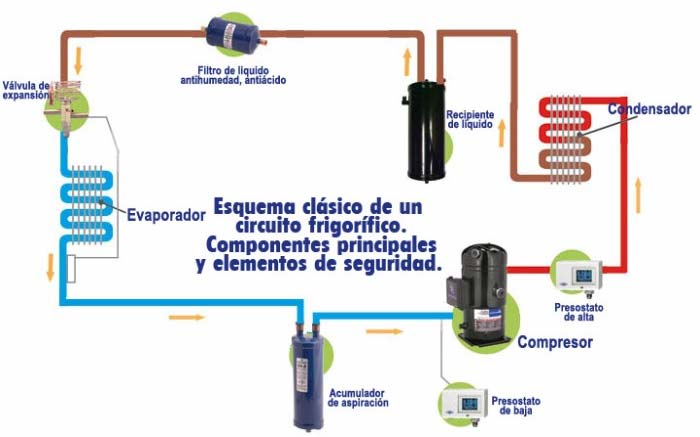 Válvula de
expansión
Filtro de liquido
antihumedad, antiácido
Recipiente
de líquido
Condensador
Evaporador
Esquema clásico de un
circuito frigorífico.
Componentes principales
y elementos de seguridad.
Presostato
de alta
Compresor
Acumulador
de aspiración
Presostato
de baja